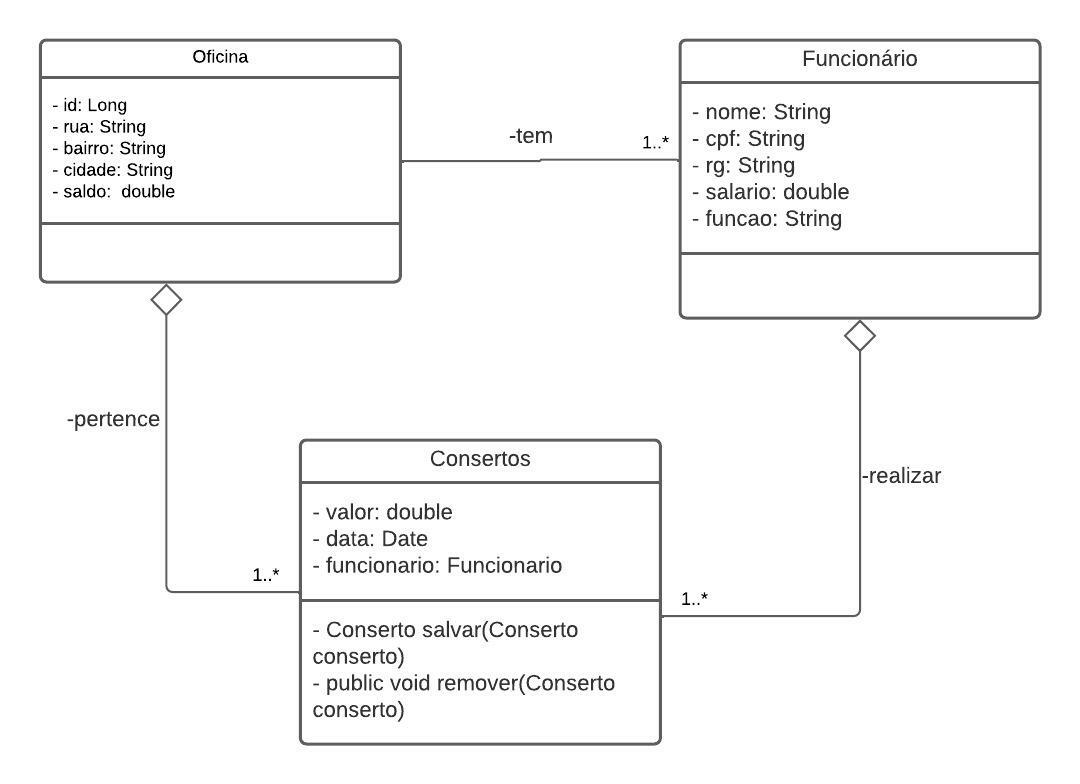 Oficina
- id: Long
- rua: String
- bairro: String
- cidade: String
- saldo:  double
-tem
1..*
Funcionário
- nome: String
- cpf: String
- rg: String
- salario: double
- funcao: String
-pertence
1..*
Consertos
- valor: double
- data: Date
- funcionario: Funcionario
- Conserto salvar(Conserto
conserto)
- public void remover(Conserto
conserto)
-realizar
1..*